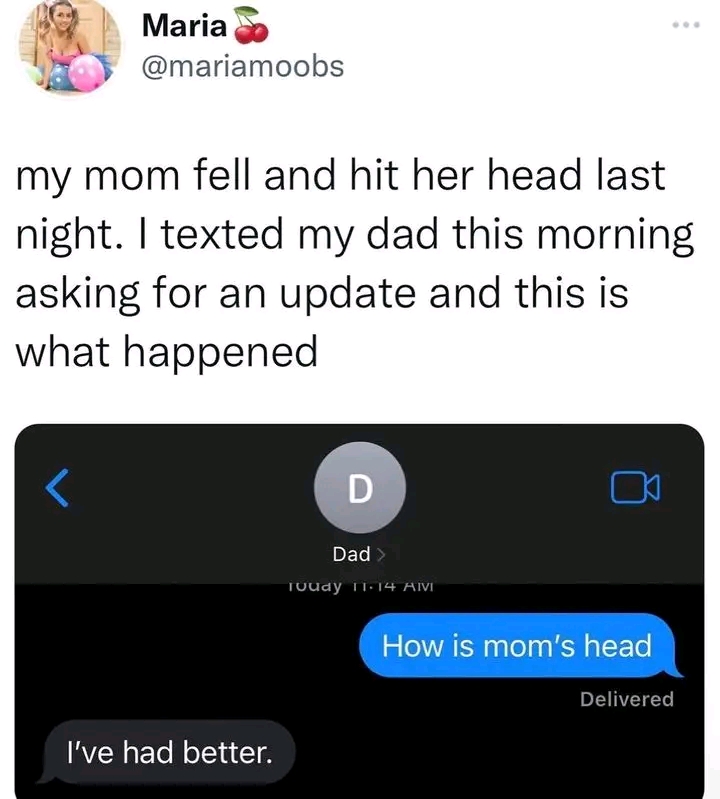 Maria🍒
@mariamoobs
my mom fell and hit her head last
night. I texted my dad this morning
asking for an update and this is
what happened
D
Dad >
Today 11:14 AM
How is mom's head
Delivered
I've had better.